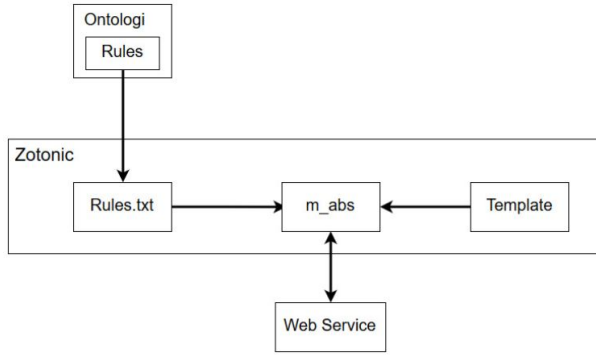 Ontologi
Rules
Zotonic
Rules.txt
m_abs
Template
Web Service